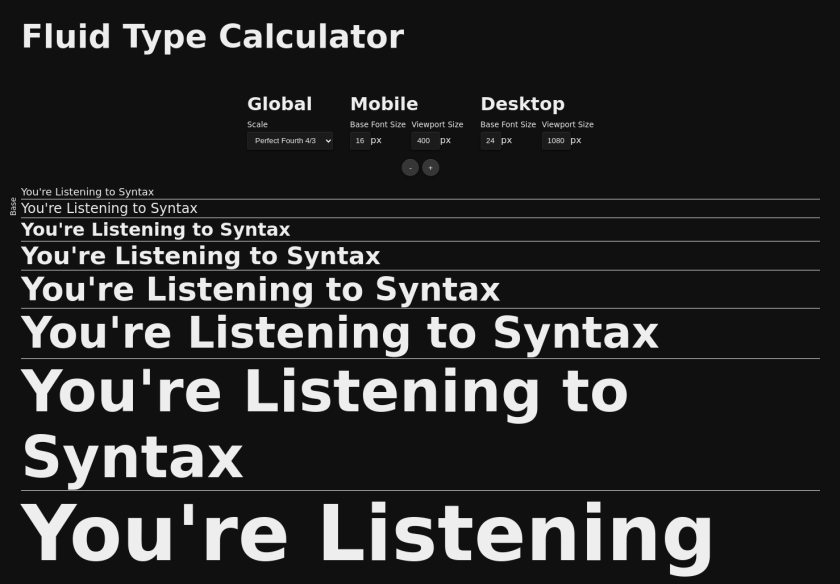 Fluid Type Calculator
Global Mobile Desktop
Scale Base Font Size Viewport Size Base Font Size Viewport Size
Perfect Fourth 4/3 16 px 400 px 24 px 1080 px
- +
You're Listening to Syntax
Base
You're Listening to Syntax
You're Listening to Syntax
You're Listening to Syntax
You're Listening to Syntax
You're Listening to Syntax
You're Listening to
Syntax
You're Listening